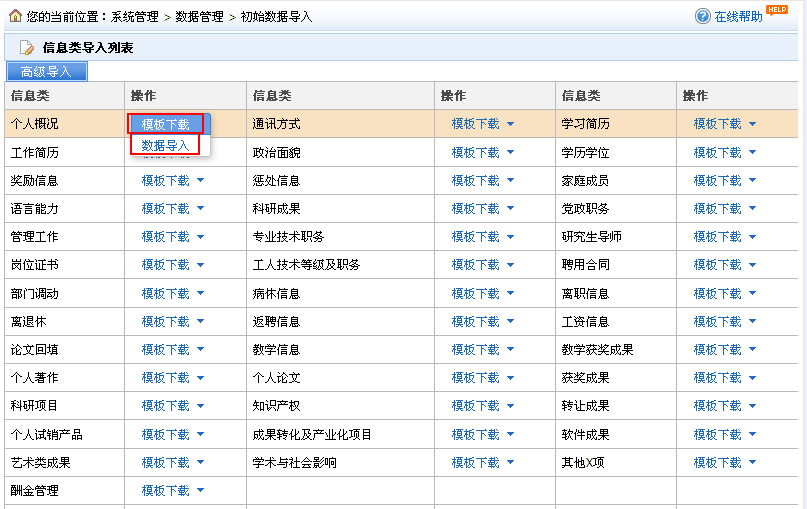 您的当前位置：系统管理 > 数据管理 > 初始数据导入 在线帮助 HELP
信息类导入列表
高级导入
信息类 操作 信息类 操作 信息类 操作
个人概况 模板下载 通讯方式 模板下载 学习简历 模板下载
数据导入
工作简历 政治面貌 模板下载 学历学位 模板下载
奖励信息 模板下载 惩处信息 模板下载 家庭成员 模板下载
语言能力 模板下载 科研成果 模板下载 党政职务 模板下载
管理工作 模板下载 专业技术职务 模板下载 研究生导师 模板下载
岗位证书 模板下载 工人技术等级及职务 模板下载 聘用合同 模板下载
部门调动 模板下载 病休信息 模板下载 离职信息 模板下载
离退休 模板下载 返聘信息 模板下载 工资信息 模板下载
论文回填 模板下载 教学信息 模板下载 教学获奖成果 模板下载
个人著作 模板下载 个人论文 模板下载 获奖成果 模板下载
科研项目 模板下载 知识产权 模板下载 转让成果 模板下载
个人试销产品 模板下载 成果转化及产业化项目 模板下载 软件成果 模板下载
艺术类成果 模板下载 学术与社会影响 模板下载 其他X项 模板下载
酬金管理 模板下载